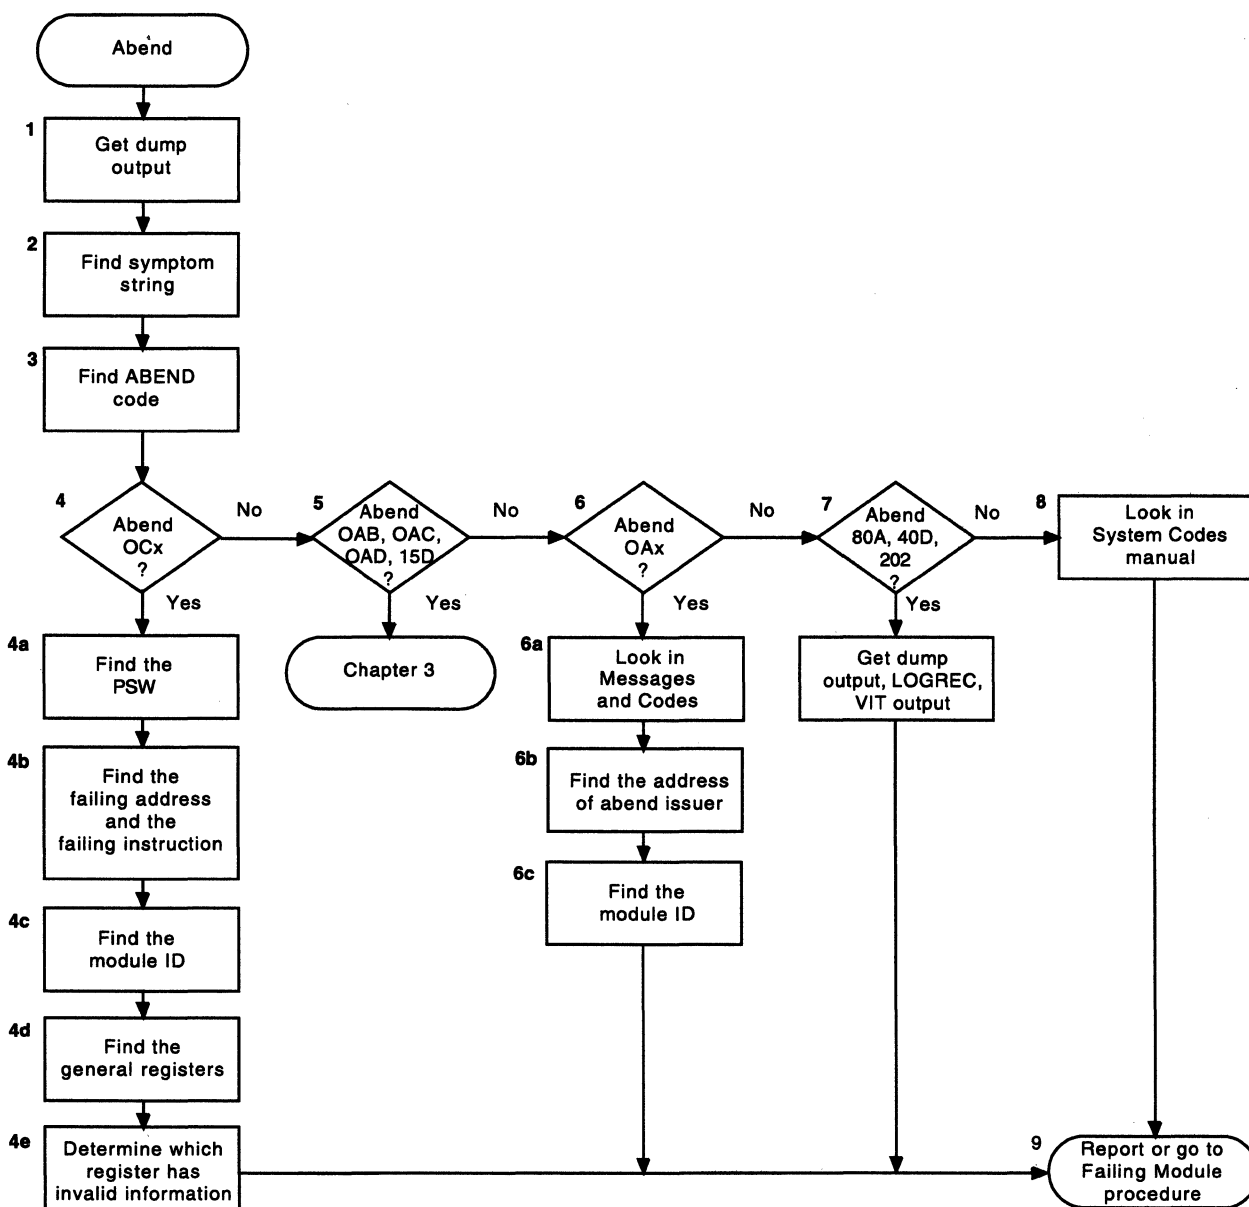 Abend
1
Get dump
output
2
Find symptom
string
3
Find ABEND
code
4
Abend
OCx
?
No
Yes
5
Abend
OAB, OAC,
OAD, 15D
?
No
Yes
6
Abend
OAx
?
No
Yes
7
Abend
80A, 40D,
202
?
No
Yes
8
Look in
System Codes
manual
4a
Find the
PSW
Chapter 3
6a
Look in
Messages
and Codes
Get dump
output, LOGREC,
VIT output
4b
Find the
failing address
and the
failing instruction
6b
Find the address
of abend issuer
4c
Find the
module ID
6c
Find the
module ID
4d
Find the
general registers
4e
Determine which
register has
invalid information
9
Report or go to
Failing Module
procedure